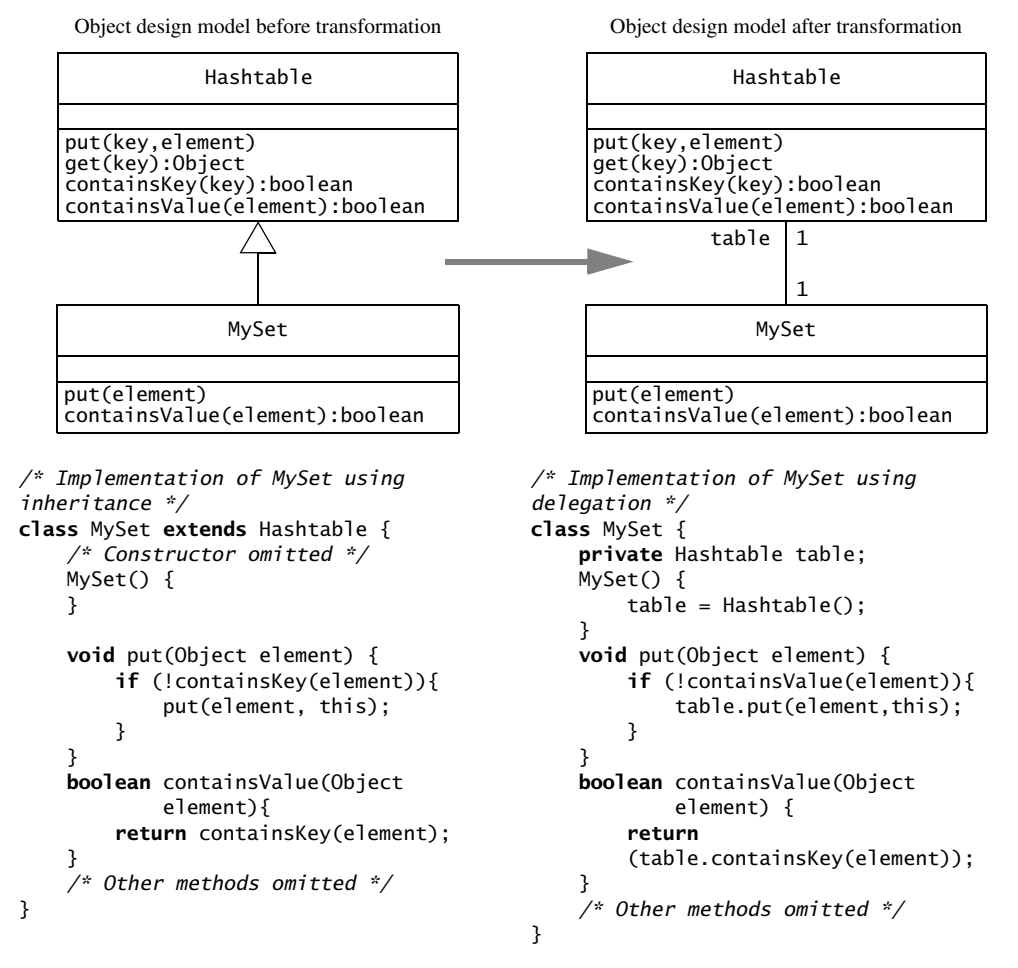 Object design model before transformation
Hashtable
put(key,element)
get(key):Object
containsKey(key):boolean
containsValue(element):boolean
MySet
put(element)
containsValue(element):boolean
/* Implementation of MySet using
inheritance */
class MySet extends Hashtable {
/* Constructor omitted */
MySet() {
}
void put(Object element) {
if (!containsKey(element)){
put(element, this);
}
}
boolean containsValue(Object
element){
return containsKey(element);
}
/* Other methods omitted */
}
Object design model after transformation
Hashtable
put(key,element)
get(key):Object
containsKey(key):boolean
containsValue(element):boolean
table 1
1
MySet
put(element)
containsValue(element):boolean
/* Implementation of MySet using
delegation */
class MySet {
private Hashtable table;
MySet() {
table = Hashtable();
}
void put(Object element) {
if (!containsValue(element)){
table.put(element,this);
}
}
boolean containsValue(Object
element) {
return
(table.containsKey(element));
}
/* Other methods omitted */
}